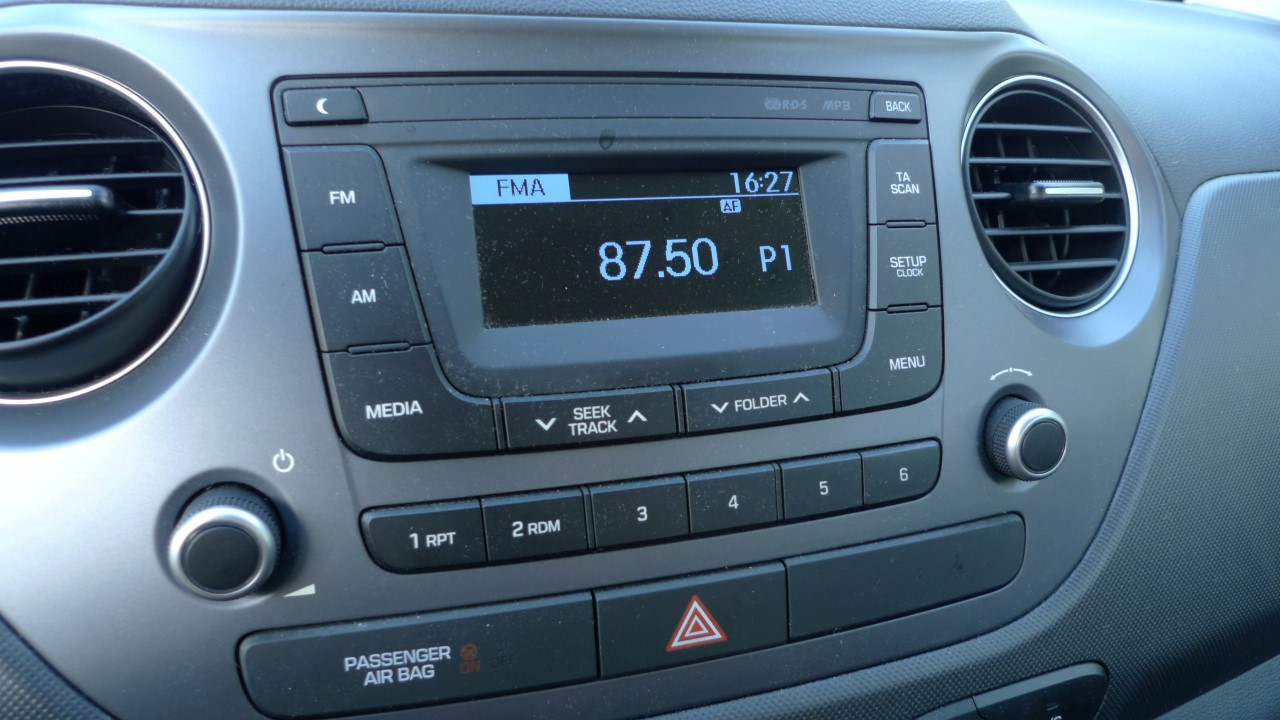 RDS MP3 BACK
FM
FMA 16:27
AF
87.50 P1
TA
SCAN
AM
SETUP
CLOCK
MEDIA
SEEK
TRACK
FOLDER
MENU
1 RPT
2 RDM
3
4
5
6
PASSENGER
AIR BAG
ON